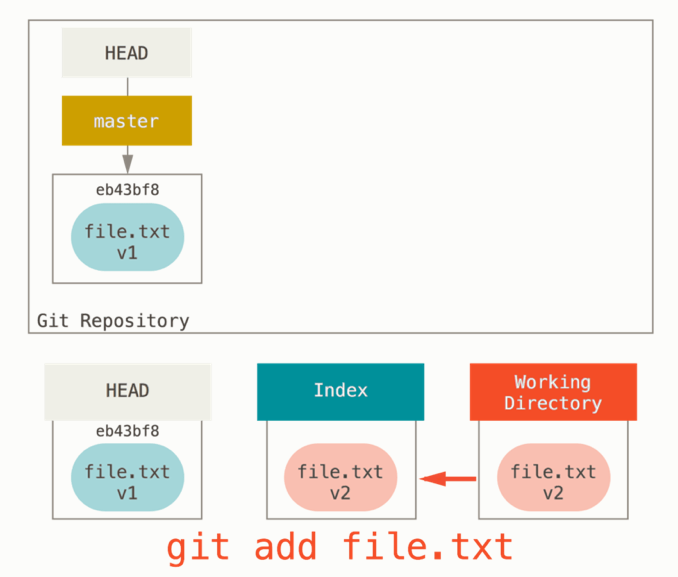 HEAD
master
eb43bf8
file.txt
v1
Git Repository
HEAD
Index
Working
Directory
eb43bf8
file.txt
v1
file.txt
v2
file.txt
v2
git add file.txt